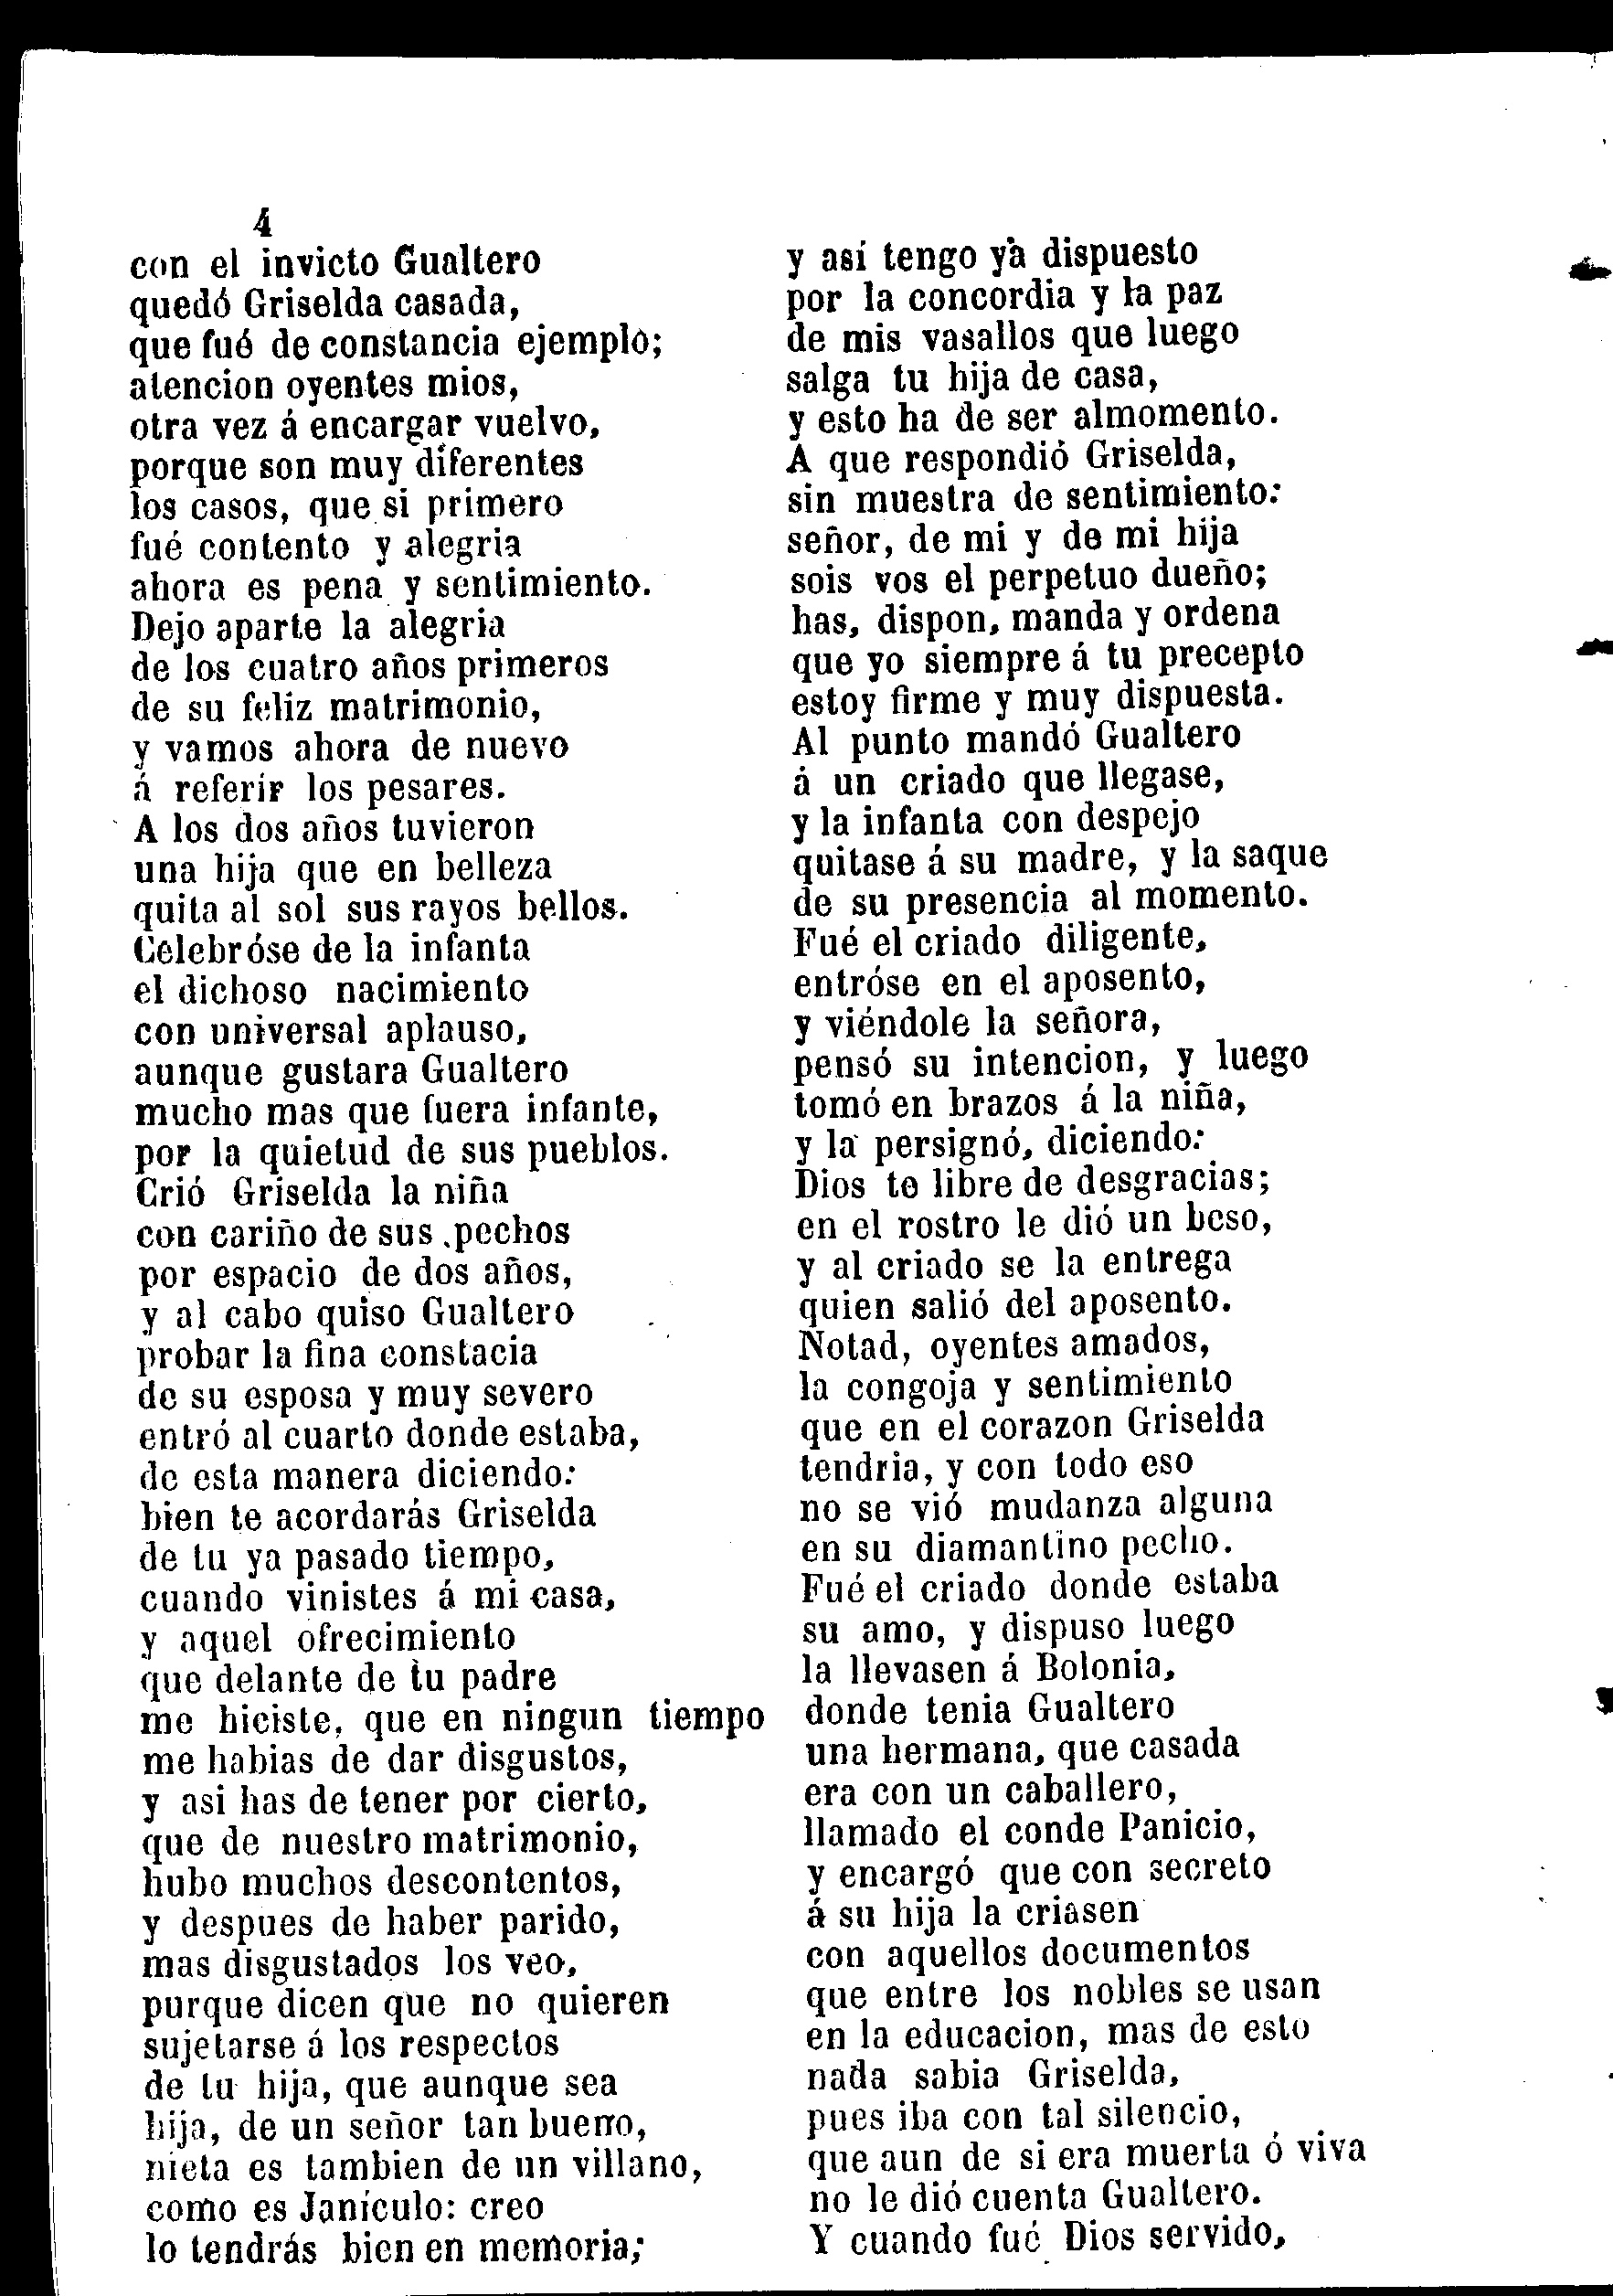 4
con el invicto Gualtero
quedó Griselda casada,
que fué de constancia ejemplo;
atencion oyentes mios,
otra vez á encargar vuelvo,
porque son muy diferentes
los casos, que si primero
fué contento y alegria
ahora es pena y sentimiento.
Dejo aparte la alegria
de los cuatro años primeros
de su feliz matrimonio,
y vamos ahora de nuevo
á referir los pesares.
A los dos años tuvieron
una hija que en belleza
quita al sol sus rayos bellos.
Celebróse de la infanta
el dichoso nacimiento
con universal aplauso,
aunque gustara Gualtero
mucho mas que fuera infante,
por la quietud de sus pueblos.
Crió Griselda la niña
con cariño de sus pechos
por espacio de dos años,
y al cabo quiso Gualtero
probar la fina constacia
de su esposa y muy severo
entró al cuarto donde estaba,
de esta manera diciendo:
bien te acordarás Griselda
de tu ya pasado tiempo,
cuando vinistes á mi casa,
y aquel ofrecimiento
que delante de tu padre
me hiciste, que en ningun tiempo
me habias de dar disgustos,
y asi has de tener por cierto,
que de nuestro matrimonio,
hubo muchos descontentos,
y despues de haber parido,
mas disgustados los veo,
purque dicen que no quieren
sujetarse á los respectos
de tu hija, que aunque sea
hija, de un señor tan bueno,
nieta es tambien de un villano,
como es Janículo: creo
lo tendrás bien en memoria;
y así tengo ya dispuesto
por la concordia y la paz
de mis vasallos que luego
salga tu hija de casa,
y esto ha de ser almomento.
A que respondió Griselda,
sin muestra de sentimiento:
señor, de mi y de mi hija
sois vos el perpetuo dueño;
has, dispon, manda y ordena
que yo siempre á tu precepto
estoy firme y muy dispuesta.
Al punto mandó Gualtero
á un criado que llegase,
y la infanta con despejo
quitase á su madre, y la saque
de su presencia al momento.
Fué el criado diligente,
entróse en el aposento,
y viéndole la señora,
pensó su intencion, y luego
tomó en brazos á la niña,
y la persignó, diciendo:
Dios te libre de desgracias;
en el rostro le dió un beso,
y al criado se la entrega
quien salió del aposento.
Notad, oyentes amados,
la congoja y sentimiento
que en el corazon Griselda
tendria, y con todo eso
no se vió mudanza alguna
en su diamantino pecho.
Fué el criado donde estaba
su amo, y dispuso luego
la llevasen á Bolonia,
donde tenia Gualtero
una hermana, que casada
era con un caballero,
llamado el conde Panicio,
y encargó que con secreto
á su hija la criasen
con aquellos documentos
que entre los nobles se usan
en la educacion, mas de esto
nada sabia Griselda,
pues iba con tal silencio,
que aun de si era muerta ó viva
no le dió cuenta Gualtero.
Y cuando fué Dios servido,